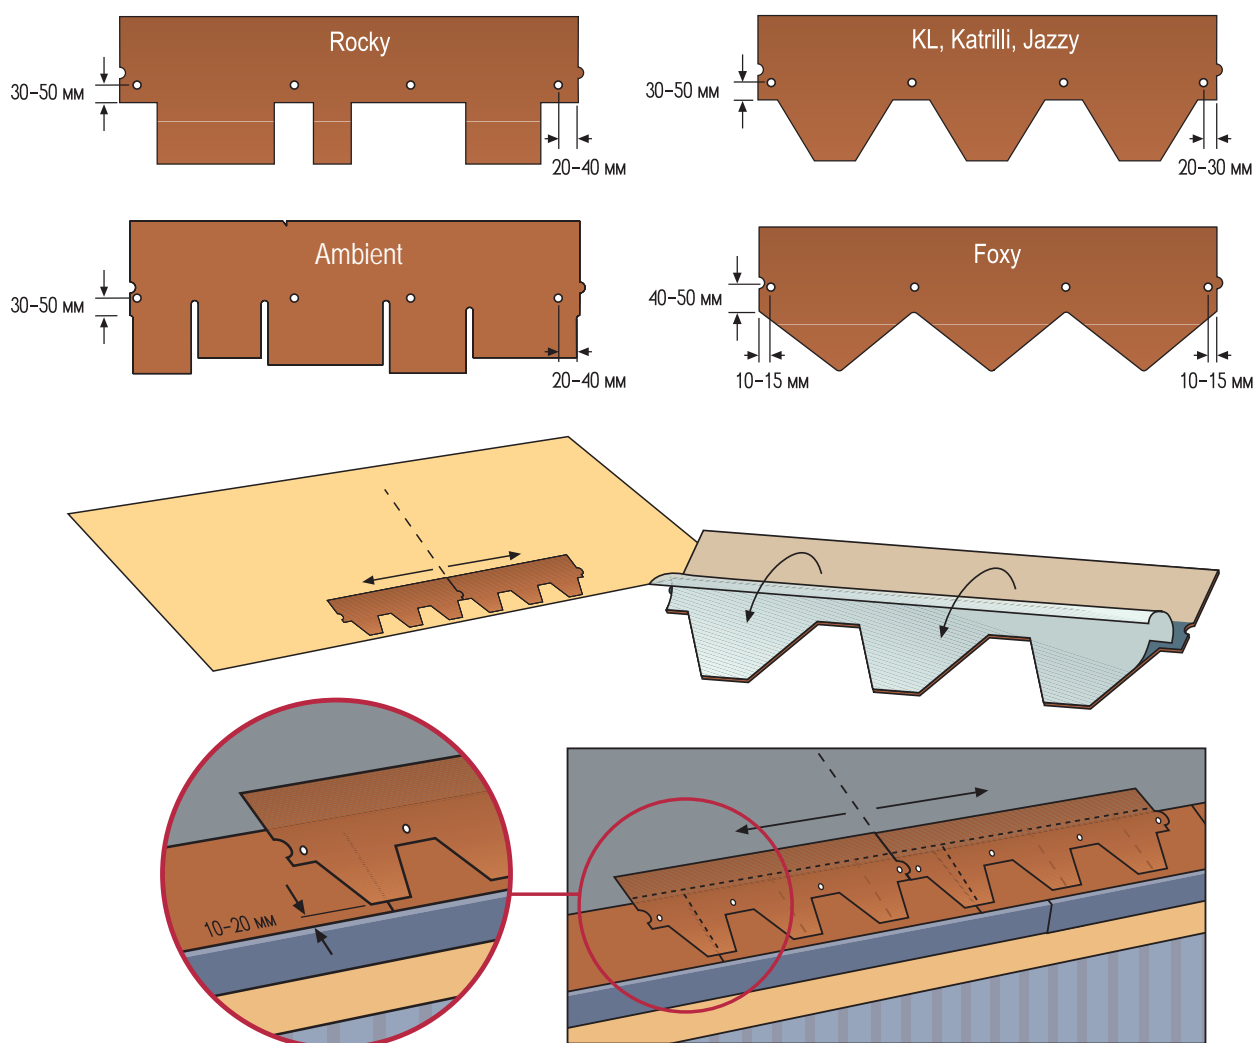 Rocky
30–50 мм
20–40 мм
KL, Katrilli, Jazzy
30–50 мм
20–30 мм
Ambient
30–50 мм
20–40 мм
Foxy
40–50 мм
10–15 мм
10–15 мм
10–20 мм